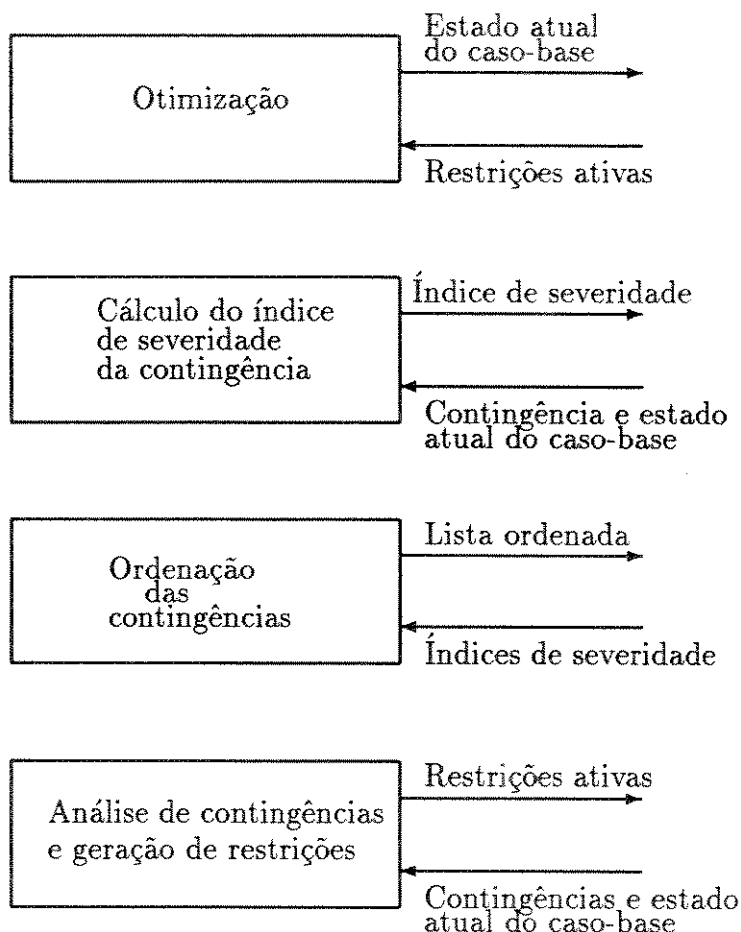 Estado atual
do caso-base
Otimização
Restrições ativas
Índice de severidade
Cálculo do índice
de severidade
da contingência
Contingência e estado
atual do caso-base
Lista ordenada
Ordenação
das
contingências
Índices de severidade
Restrições ativas
Análise de contingências
e geração de restrições
Contingências e estado
atual do caso-base